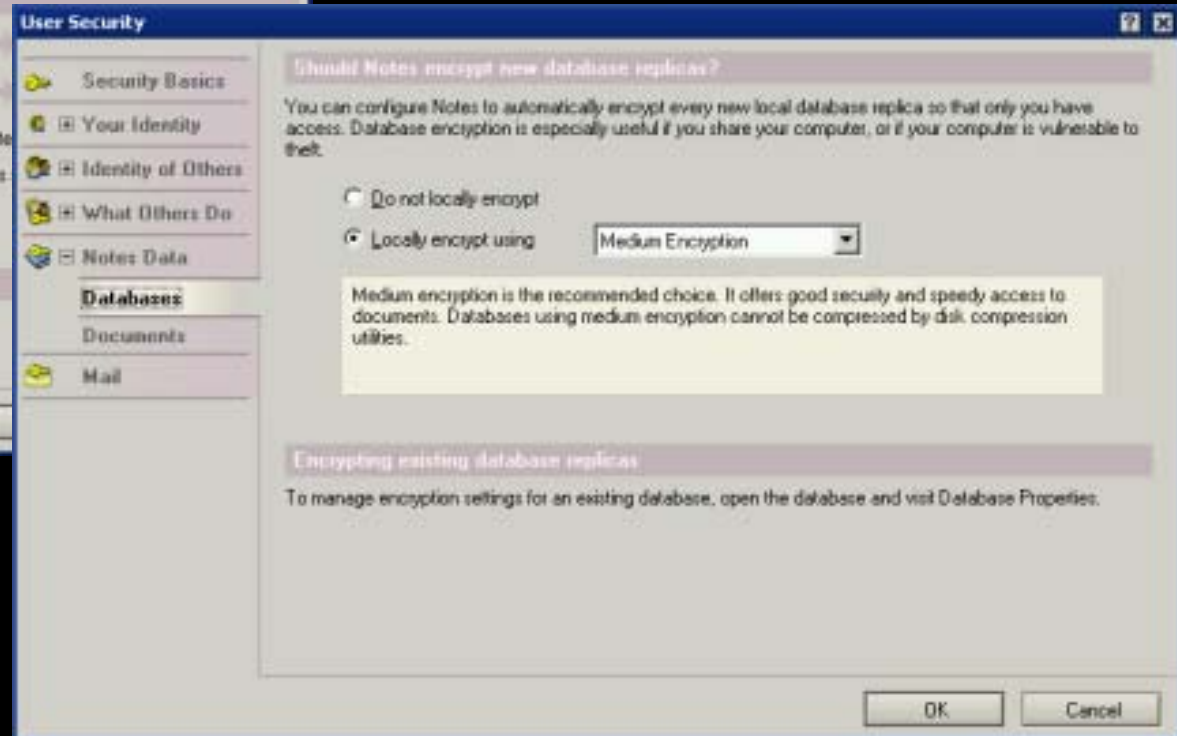 User Security
Security Basics
Your Identity
Identity of Others
What Others Do
Notes Data
Databases
Documents
Mail
Should Notes encrypt new database replicas?
You can configure Notes to automatically encrypt every new local database replica so that only you have
access. Database encryption is especially useful if you share your computer, or if your computer is vulnerable to
theft.
Do not locally encrypt
Locally encrypt using
Medium Encryption
Medium encryption is the recommended choice. It offers good security and speedy access to
documents. Databases using medium encryption cannot be compressed by disk compression
utilities.
Encrypting existing database replicas
To manage encryption settings for an existing database, open the database and visit Database Properties.
OK
Cancel